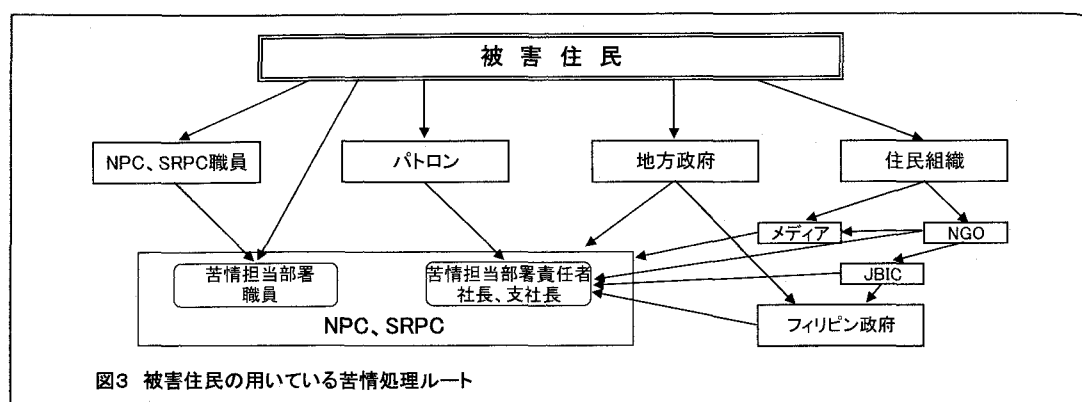 被害住民
NPC、SRPC職員
パトロン
地方政府
住民組織
メディア
NGO
苦情担当部署
職員
苦情担当部署責任者
社長、支社長
JBIC
NPC、SRPC
フィリピン政府
図3 被害住民の用いている苦情処理ルート